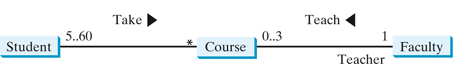 Take ▶ Teach ◀
5..60 * 0..3 1
Student Course Faculty
Teacher